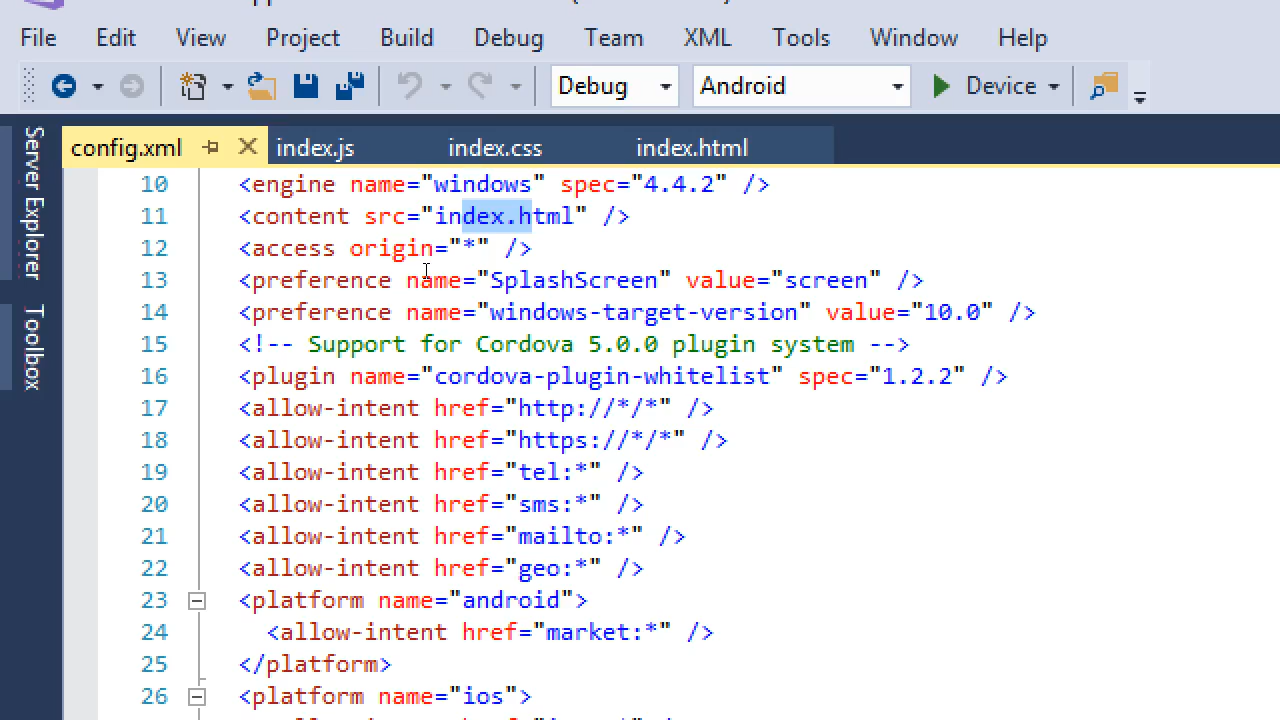 File Edit View Project Build Debug Team XML Tools Window Help
Debug Android Device
config.xml index.js index.css index.html
Server Explorer
Toolbox
10 <engine name="windows" spec="4.4.2" />
11 <content src="index.html" />
12 <access origin="*" />
13 <preference name="SplashScreen" value="screen" />
14 <preference name="windows-target-version" value="10.0" />
15 <!-- Support for Cordova 5.0.0 plugin system -->
16 <plugin name="cordova-plugin-whitelist" spec="1.2.2" />
17 <allow-intent href="http://*/*" />
18 <allow-intent href="https://*/*" />
19 <allow-intent href="tel:*" />
20 <allow-intent href="sms:*" />
21 <allow-intent href="mailto:*" />
22 <allow-intent href="geo:*" />
23 <platform name="android">
24 <allow-intent href="market:*" />
25 </platform>
26 <platform name="ios">